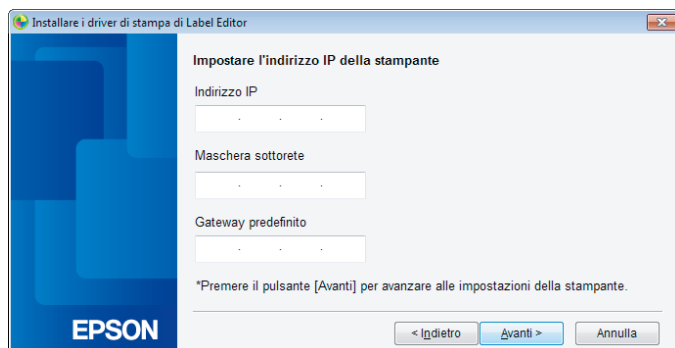 Installare i driver di stampa di Label Editor
Impostare l'indirizzo IP della stampante
Indirizzo IP
. . .
Maschera sottorete
. . .
Gateway predefinito
. . .
*Premere il pulsante [Avanti] per avanzare alle impostazioni della stampante.
EPSON
< Indietro Avanti > Annulla